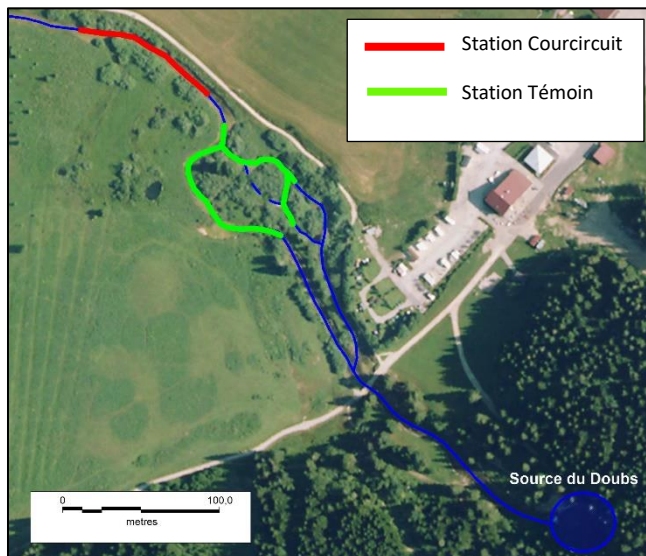 Station Courcircuit
Station Témoin
Source du Doubs
0 100,0
metres